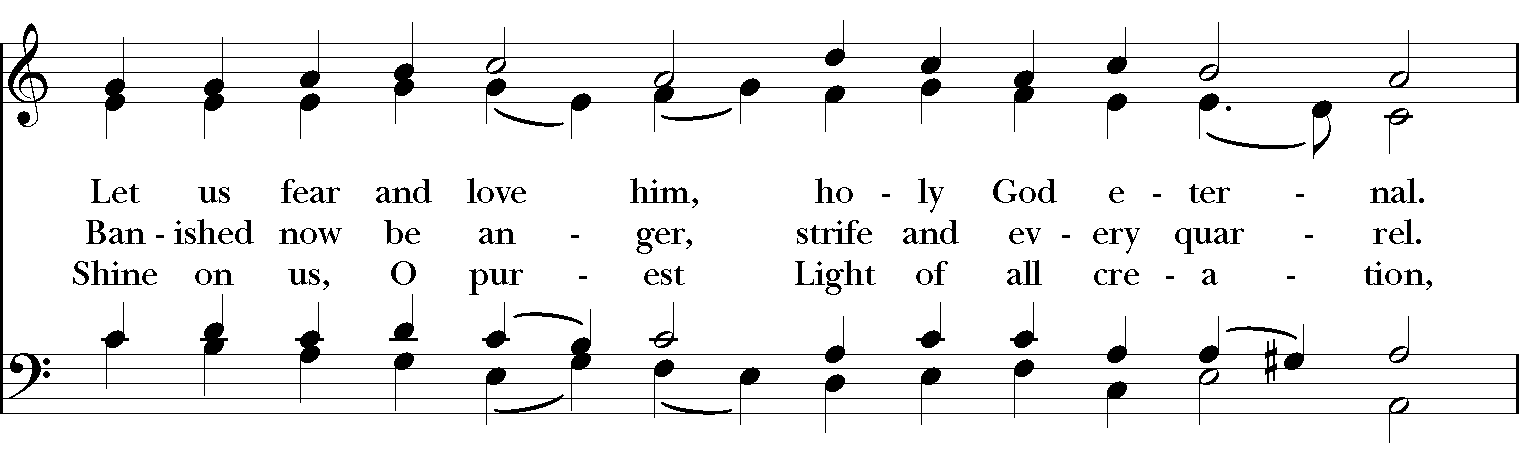 Let us fear and love him, ho - ly God e - ter - nal.
Ban - ished now be an - ger, strife and ev - ery quar - rel.
Shine on us, O pur - est Light of all cre - a - tion,